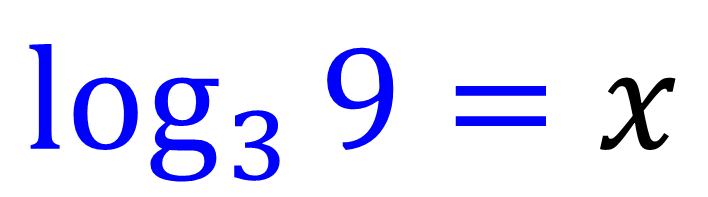 log₃ 9 = x